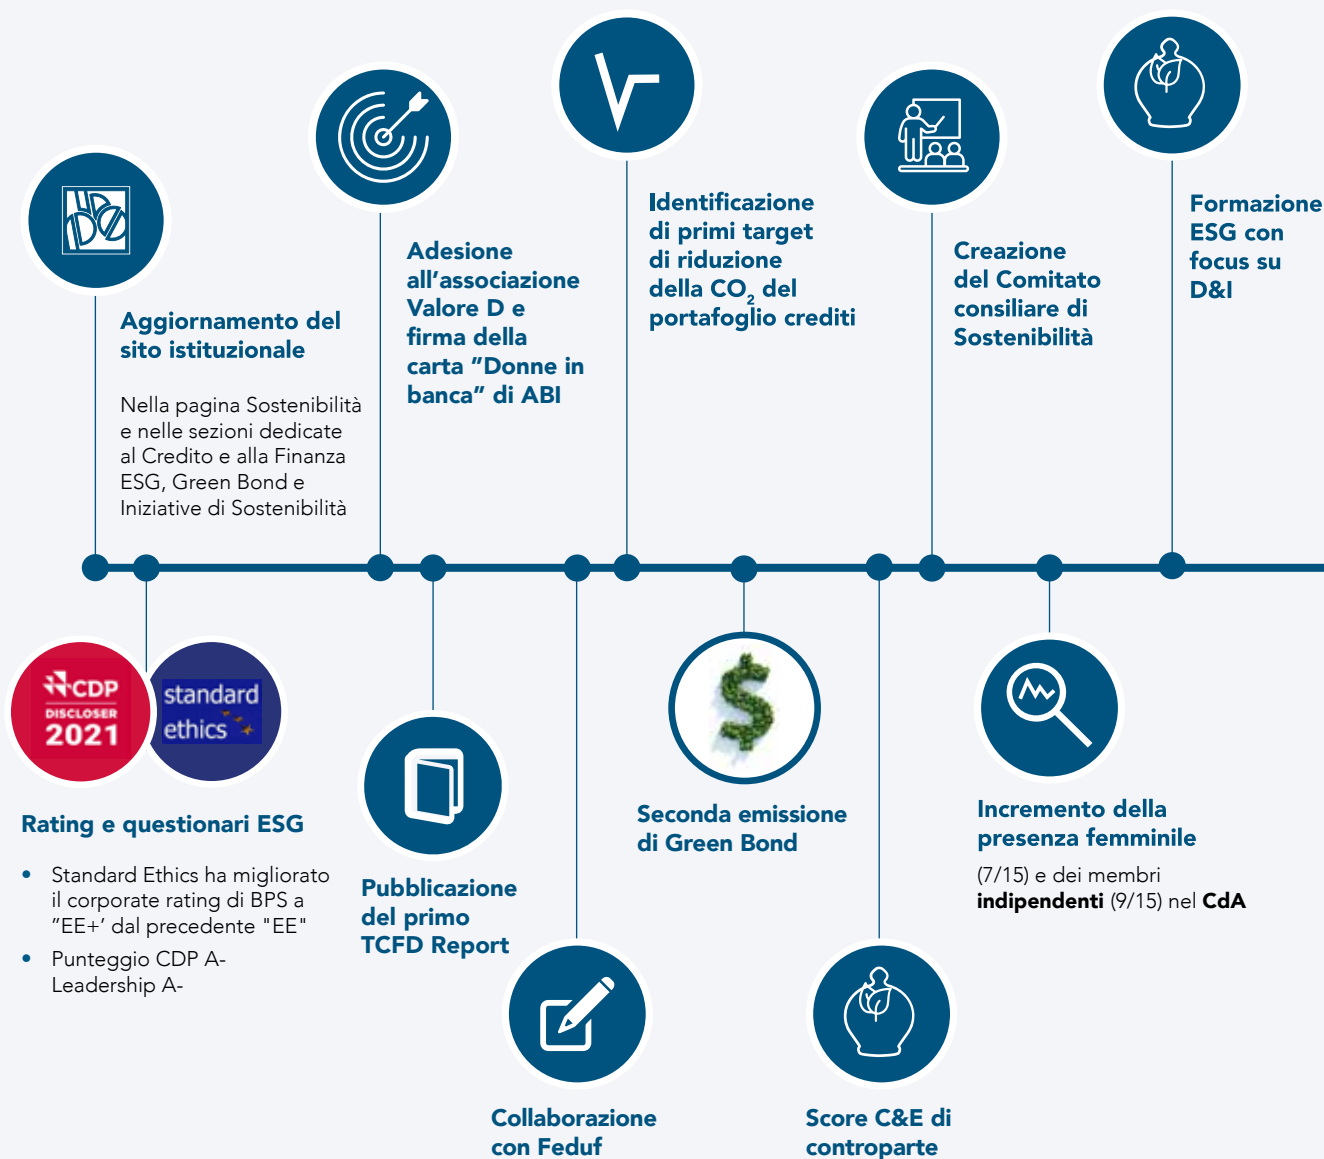 Aggiornamento del
sito istituzionale
Nella pagina Sostenibilità
e nelle sezioni dedicate
al Credito e alla Finanza
ESG, Green Bond e
Iniziative di Sostenibilità
Adesione
all'associazione
Valore D e
firma della
carta "Donne in
banca" di ABI
Identificazione
di primi target
di riduzione
della CO₂ del
portafoglio crediti
Creazione
del Comitato
consiliare di
Sostenibilità
Formazione
ESG con
focus su
D&I
CDP
DISCLOSER
2021
standard
ethics
Rating e questionari ESG
• Standard Ethics ha migliorato
il corporate rating di BPS a
"EE+' dal precedente "EE"
• Punteggio CDP A-
Leadership A-
Pubblicazione
del primo
TCFD Report
Collaborazione
con Feduf
Seconda emissione
di Green Bond
Score C&E di
controparte
Incremento della
presenza femminile
(7/15) e dei membri
indipendenti (9/15) nel CdA